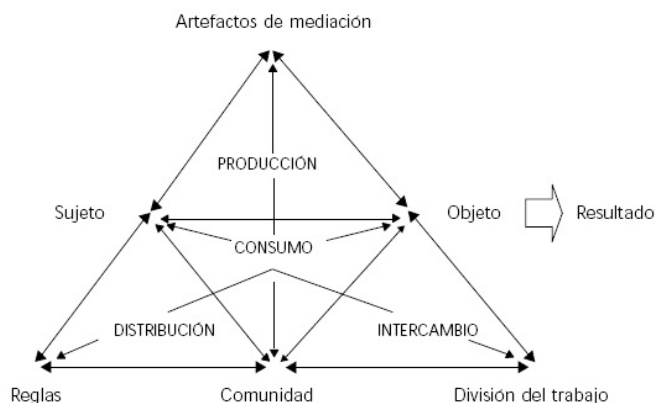 Artefactos de mediación
PRODUCCIÓN
Sujeto
Objeto
Resultado
CONSUMO
DISTRIBUCIÓN
INTERCAMBIO
Reglas
Comunidad
División del trabajo